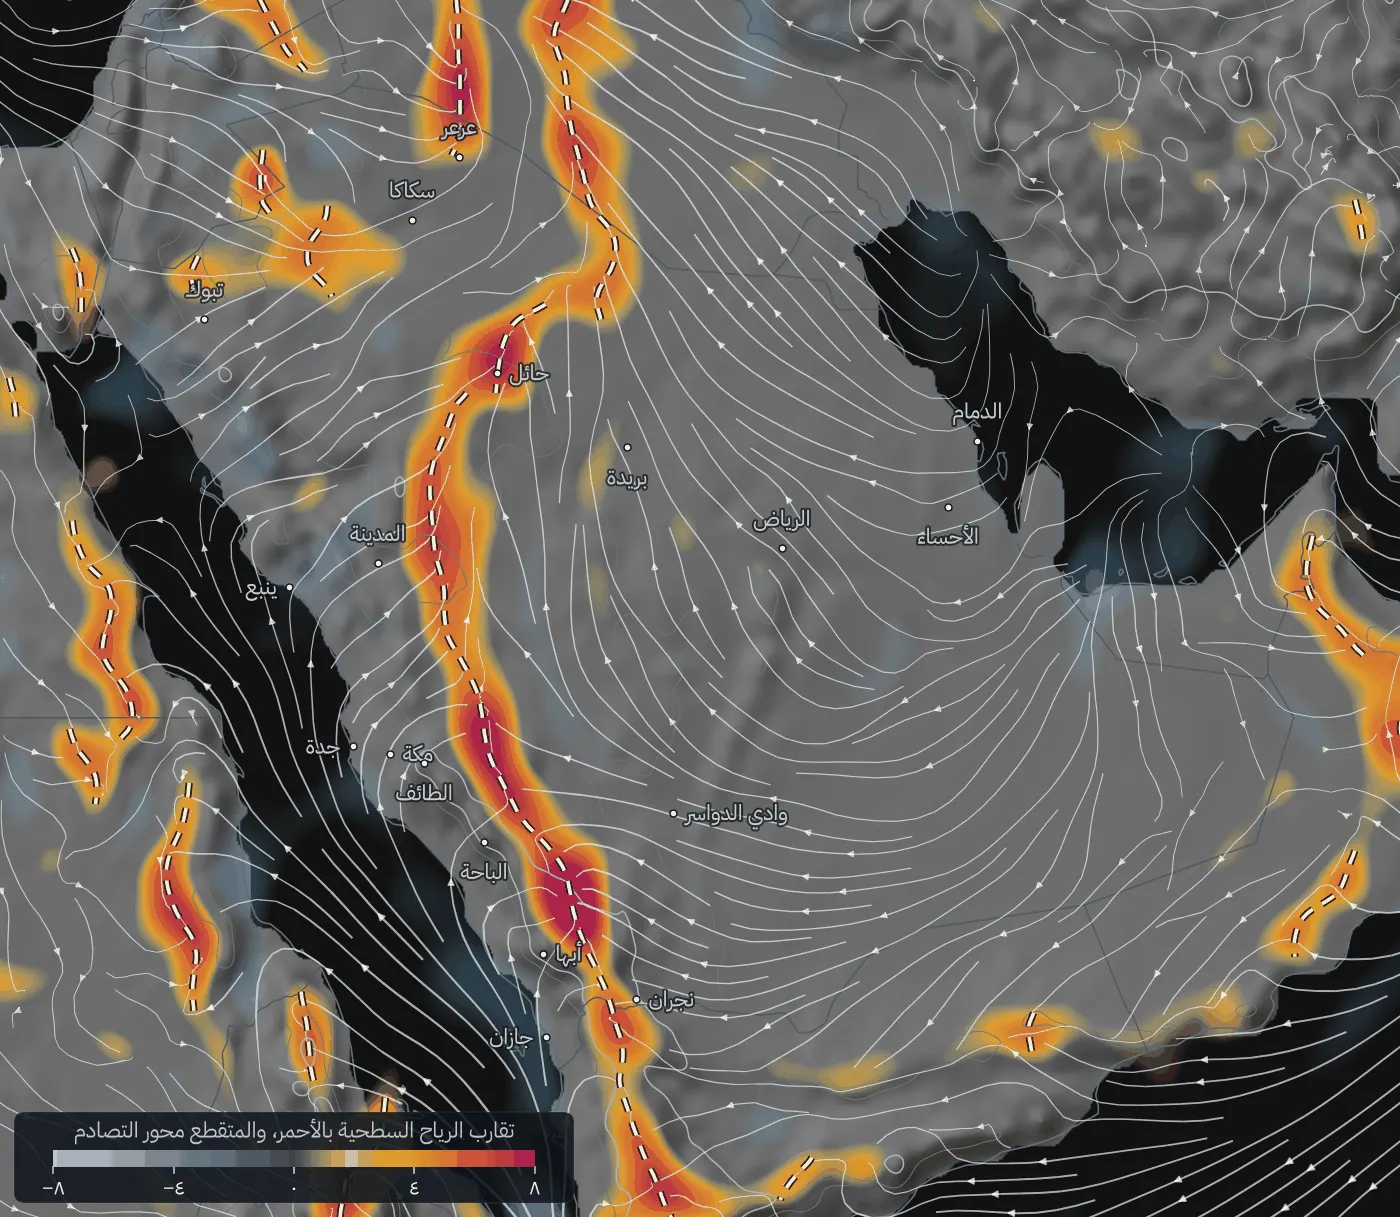 عرعر
سكاكا
تبوك
حائل
الدمام
بريدة
الرياض
الأحساء
المدينة
ينبع
جدة
مكة
الطائف
وادي الدواسر
الباحة
أبها
نجران
جازان
تقارب الرياح السطحية بالأحمر، والمتقطع محور التصادم
−٨ −٤ ٠ ٤ ٨